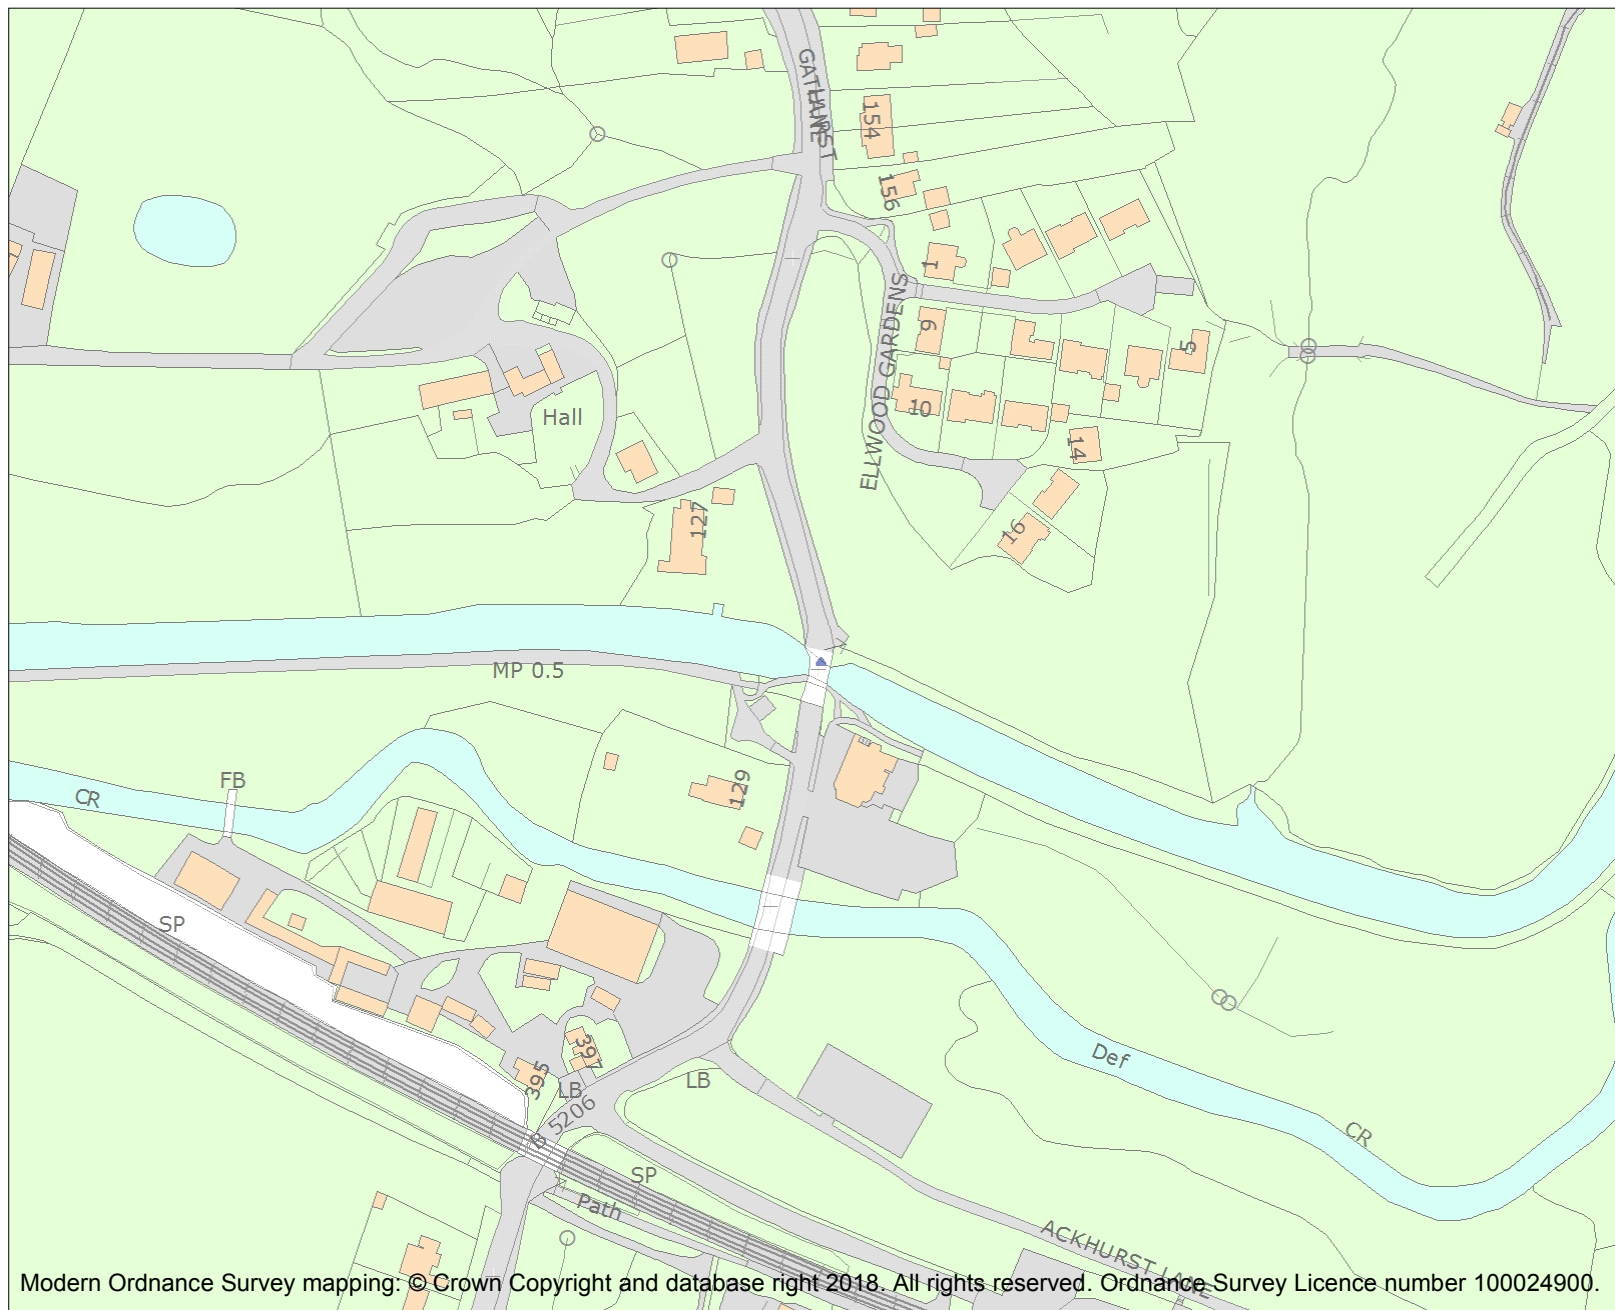 GATHURST
LANE
154
156
1
9
5
ELLWOOD GARDENS
10
14
Hall
16
127
MP 0.5
129
FB
CR
SP
397
395
LB
LB
B 5206
Def
CR
SP
Path
ACKHURST LANE
Modern Ordnance Survey mapping: © Crown Copyright and database right 2018. All rights reserved. Ordnance Survey Licence number 100024900.